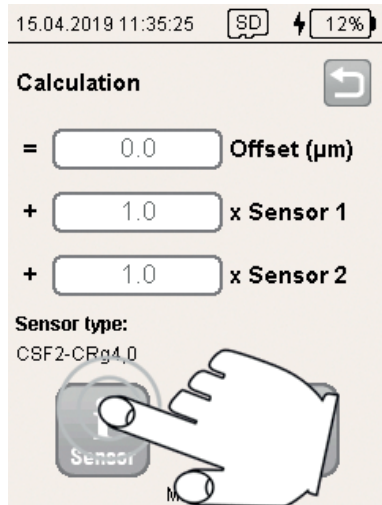 15.04.2019 11:35:25 SD 12%
Calculation
= 0.0 Offset (µm)
+ 1.0 x Sensor 1
+ 1.0 x Sensor 2
Sensor type:
CSF2-CRg4,0
Sensor